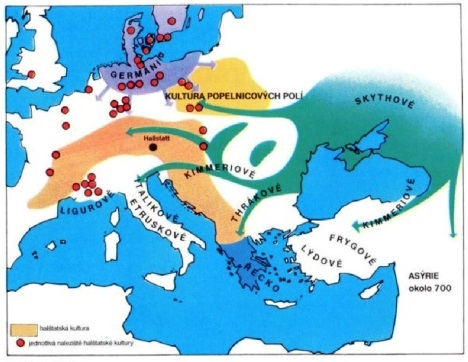 GERMÁNI
KULTURA POPELNICOVÝCH POLÍ
SKYTHOVÉ
Hallstatt
KIMMERIOVÉ
THRÁKOVÉ
KIMMERIOVÉ
LIGUROVÉ
ITALIKOVÉ
ETRUSKOVÉ
FRYGOVÉ
LÝDOVÉ
ŘECKO
ASÝRIE
okolo 700
halštatská kultura
jednotlivá naleziště halštatské kultury